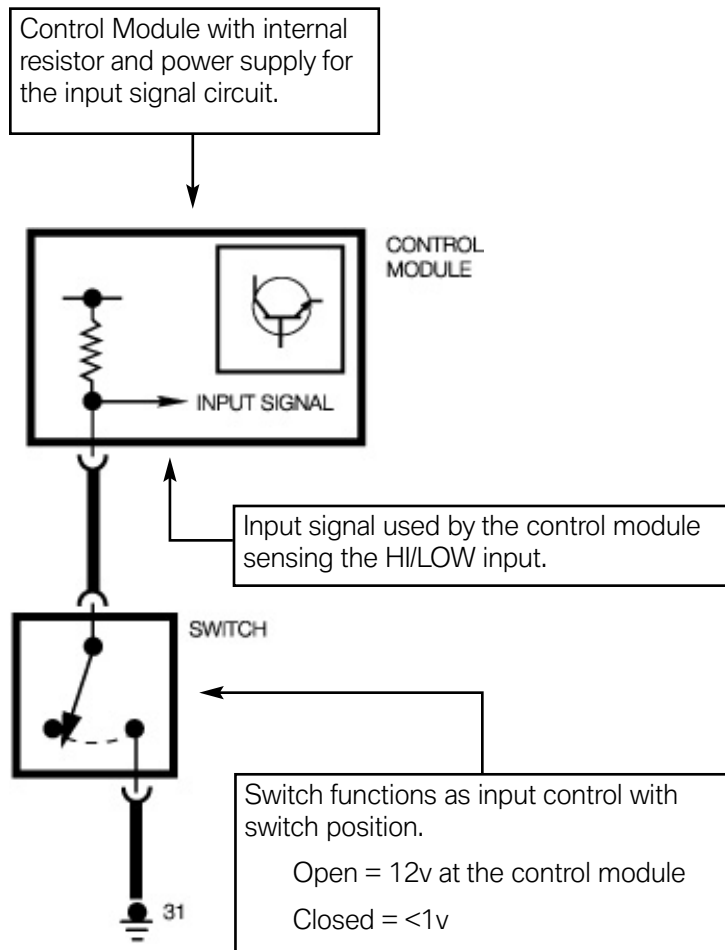 Control Module with internal
resistor and power supply for
the input signal circuit.
CONTROL
MODULE
INPUT SIGNAL
Input signal used by the control module
sensing the HI/LOW input.
SWITCH
Switch functions as input control with
switch position.
Open = 12v at the control module
Closed = <1v
31